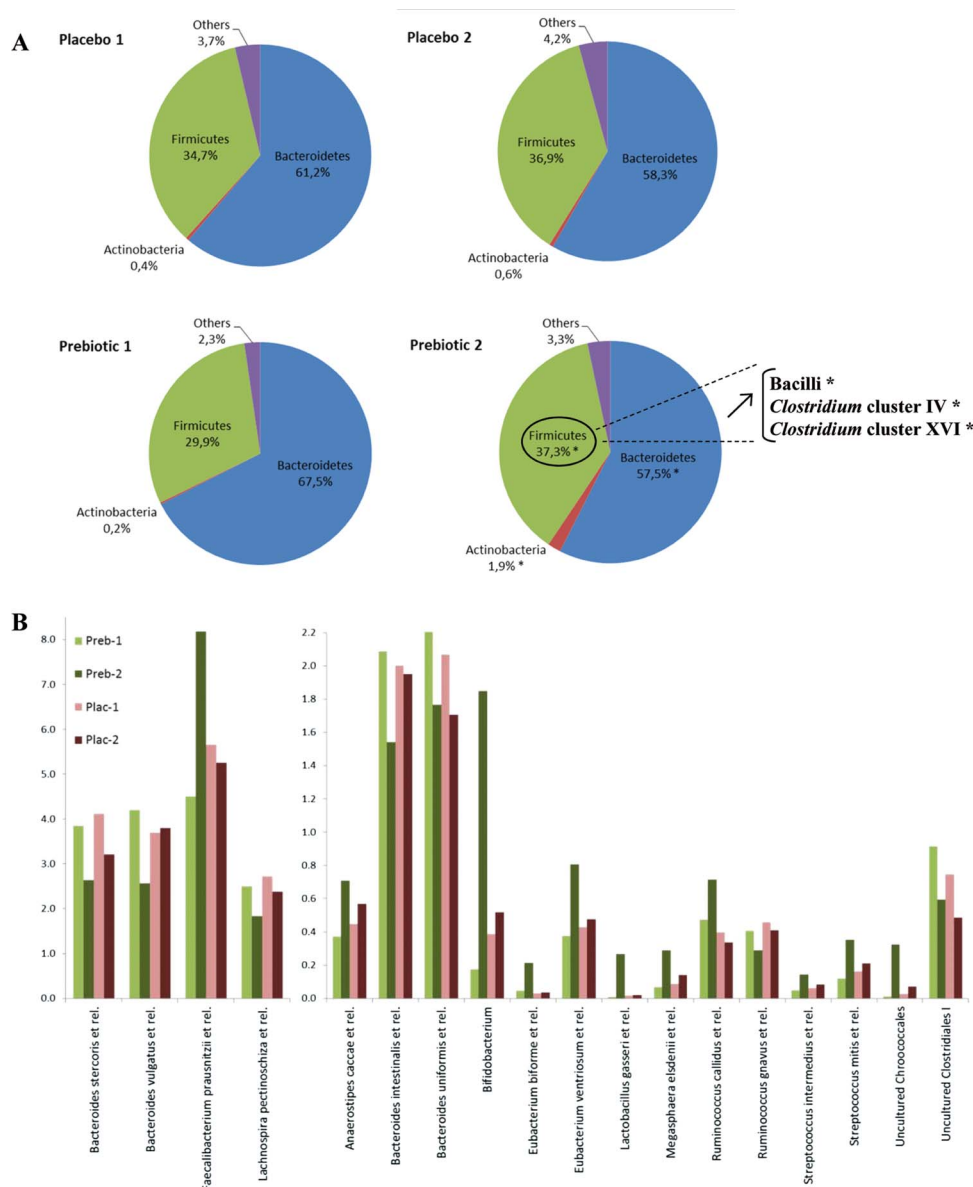 A
Placebo 1
Others
3,7%
Firmicutes
34,7%
Bacteroidetes
61,2%
Actinobacteria
0,4%
Placebo 2
Others
4,2%
Firmicutes
36,9%
Bacteroidetes
58,3%
Actinobacteria
0,6%
Prebiotic 1
Others
2,3%
Firmicutes
29,9%
Bacteroidetes
67,5%
Actinobacteria
0,2%
Prebiotic 2
Others
3,3%
Firmicutes
37,3% *
Bacteroidetes
57,5% *
Actinobacteria
1,9% *
Bacilli *
Clostridium cluster IV *
Clostridium cluster XVI *
B
8.0
7.0
6.0
5.0
4.0
3.0
2.0
1.0
0.0
Preb-1
Preb-2
Plac-1
Plac-2
2.2
2.0
1.8
1.6
1.4
1.2
1.0
0.8
0.6
0.4
0.2
0.0
Bacteroides stercoris et rel.
Bacteroides vulgatus et rel.
Faecalibacterium prausnitzii et rel.
Lachnospira pectinoschiza et rel.
Anaerostipes caccae et rel.
Bacteroides intestinalis et rel.
Bacteroides uniformis et rel.
Bifidobacterium
Eubacterium biforme et rel.
Eubacterium ventriosum et rel.
Lactobacillus gasseri et rel.
Megasphaera elsdenii et rel.
Ruminococcus callidus et rel.
Ruminococcus gnavus et rel.
Streptococcus intermedius et rel.
Streptococcus mitis et rel.
Uncultured Chroococcales
Uncultured Clostridiales I